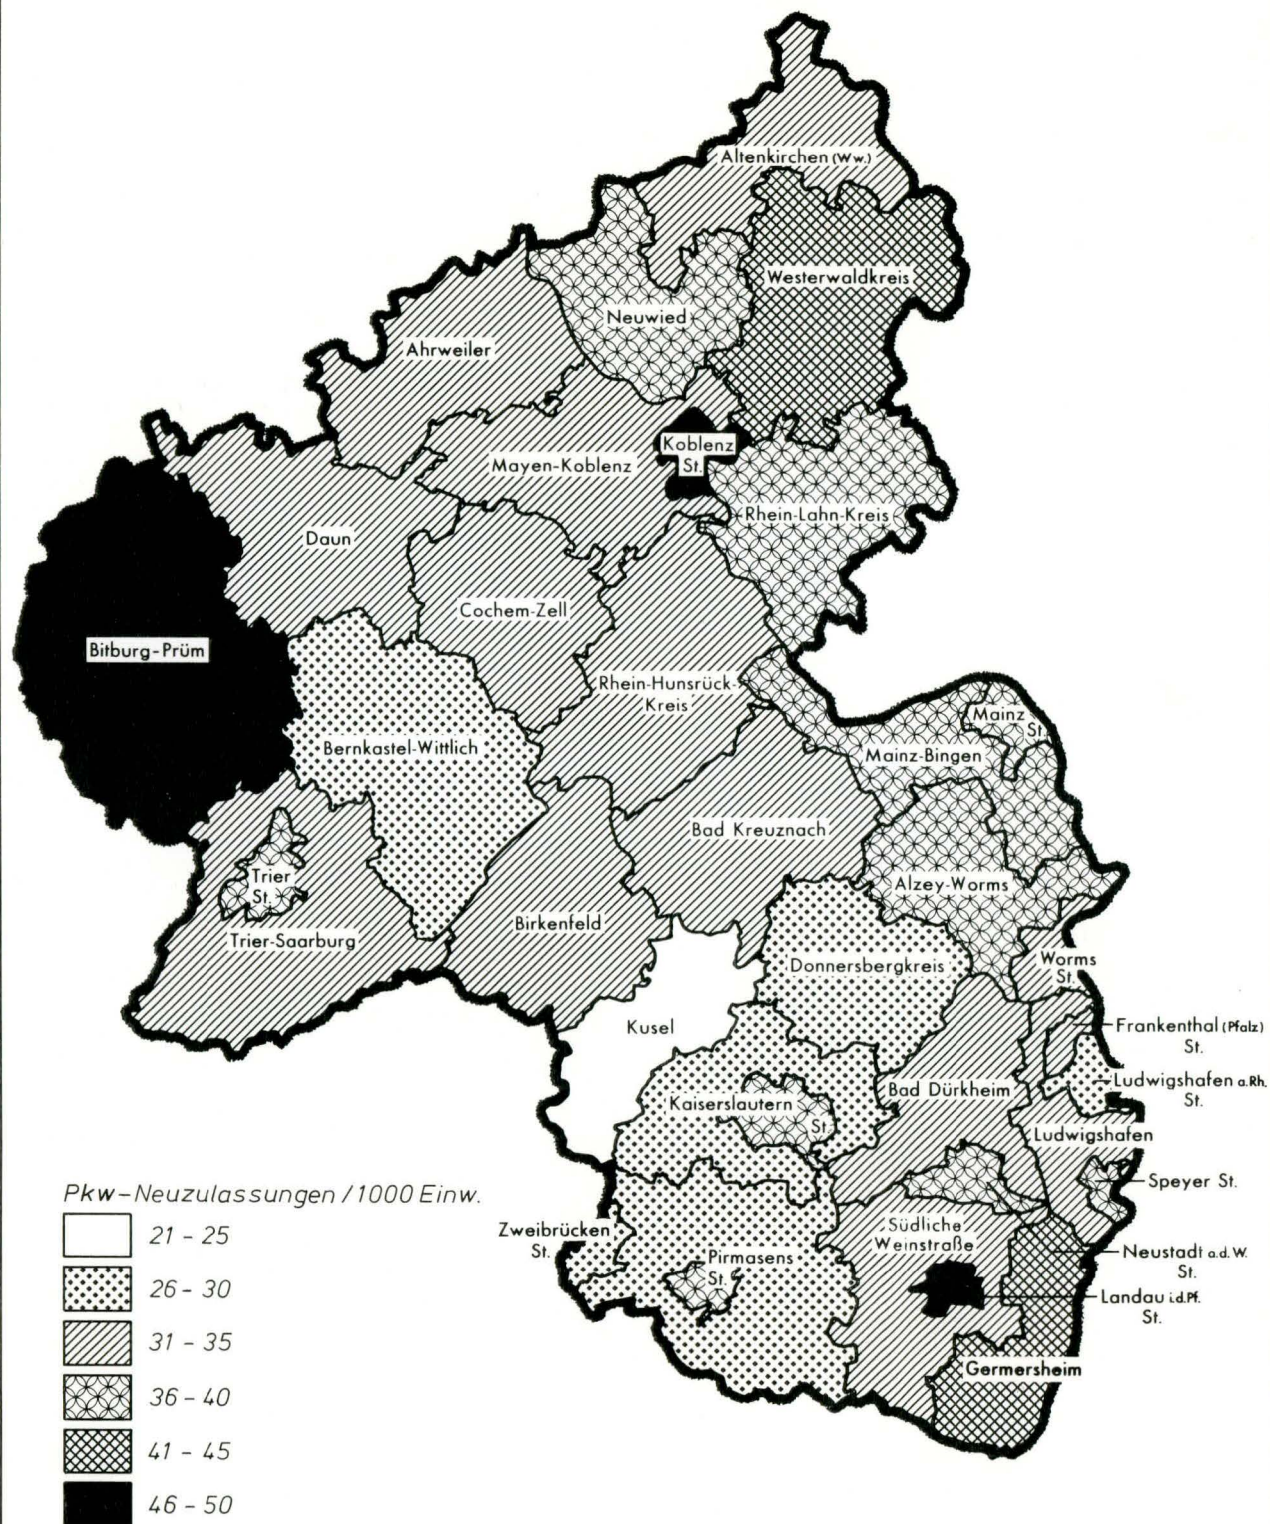 Altenkirchen (Ww.)
Westerwaldkreis
Neuwied
Ahrweiler
Koblenz
St.
Mayen-Koblenz
Rhein-Lahn-Kreis
Daun
Cochem-Zell
Bitburg-Prüm
Rhein-Hunsrück-
Kreis
Mainz
St.
Bernkastel-Wittlich
Mainz-Bingen
Bad Kreuznach
Trier
St.
Alzey-Worms
Birkenfeld
Trier-Saarburg
Donnersbergkreis
Worms
St.
Kusel
Frankenthal (Pfalz)
St.
Ludwigshafen a.Rh.
St.
Bad Dürkheim
Kaiserslautern
St.
Ludwigshafen
Speyer St.
Zweibrücken
St.
Südliche
Weinstraße
Pirmasens
St.
Neustadt a.d.W.
St.
Landau i.d.Pf.
St.
Germersheim
Pkw-Neuzulassungen / 1000 Einw.
21 - 25
26 - 30
31 - 35
36 - 40
41 - 45
46 - 50